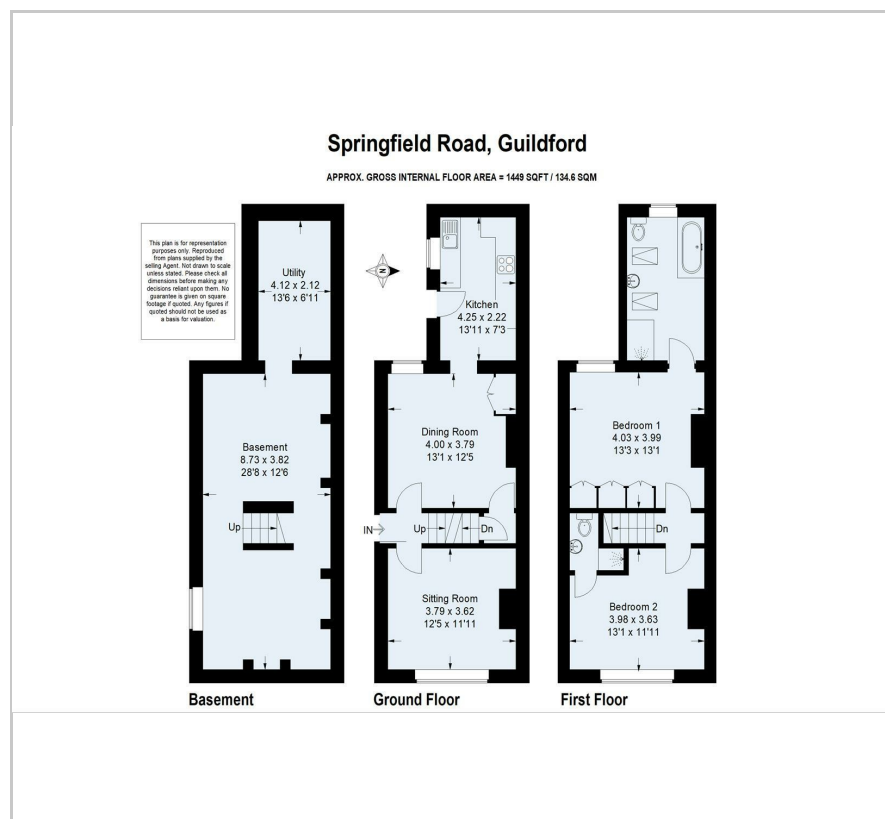 Springfield Road, Guildford
APPROX. GROSS INTERNAL FLOOR AREA = 1449 SQFT / 134.6 SQM
This plan is for representation
purposes only. Reproduced
from plans supplied by the
selling Agent. Not drawn to scale
unless stated. Please check all
dimensions before making any
decisions reliant upon them. No
guarantee is given on square
footage if quoted. Any figures if
quoted should not be used as
a basis for valuation.
Utility
4.12 x 2.12
13'6 x 6'11
Basement
8.73 x 3.82
28'8 x 12'6
Up
Basement
N
Kitchen
4.25 x 2.22
13'11 x 7'3
Dining Room
4.00 x 3.79
13'1 x 12'5
IN
Up
Dn
Sitting Room
3.79 x 3.62
12'5 x 11'11
Ground Floor
Bedroom 1
4.03 x 3.99
13'3 x 13'1
Dn
Bedroom 2
3.98 x 3.63
13'1 x 11'11
First Floor